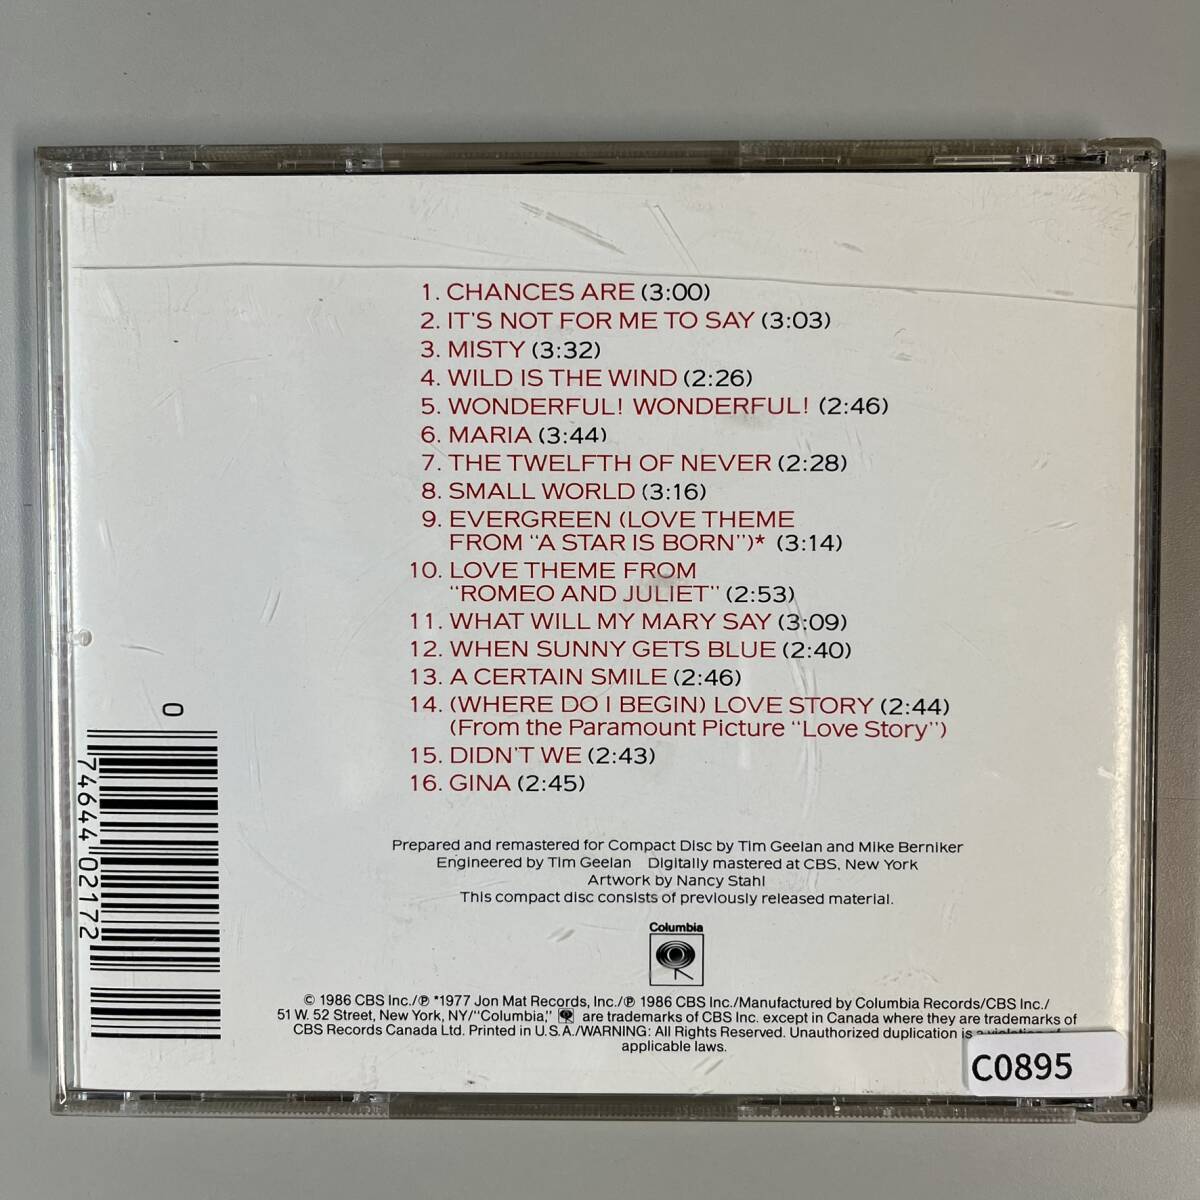 1. CHANCES ARE (3:00)
2. IT'S NOT FOR ME TO SAY (3:03)
3. MISTY (3:32)
4. WILD IS THE WIND (2:26)
5. WONDERFUL! WONDERFUL! (2:46)
6. MARIA (3:44)
7. THE TWELFTH OF NEVER (2:28)
8. SMALL WORLD (3:16)
9. EVERGREEN (LOVE THEME
FROM "A STAR IS BORN")* (3:14)
10. LOVE THEME FROM
"ROMEO AND JULIET" (2:53)
11. WHAT WILL MY MARY SAY (3:09)
12. WHEN SUNNY GETS BLUE (2:40)
13. A CERTAIN SMILE (2:46)
14. (WHERE DO I BEGIN) LOVE STORY (2:44)
(From the Paramount Picture "Love Story")
15. DIDN'T WE (2:43)
16. GINA (2:45)
0
74644 02172
Prepared and remastered for Compact Disc by Tim Geelan and Mike Berniker
Engineered by Tim Geelan Digitally mastered at CBS, New York
Artwork by Nancy Stahl
This compact disc consists of previously released material.
Columbia
© 1986 CBS Inc./℗ *1977 Jon Mat Records, Inc./℗ 1986 CBS Inc./Manufactured by Columbia Records/CBS Inc./
51 W. 52 Street, New York, NY/"Columbia," are trademarks of CBS Inc. except in Canada where they are trademarks of
CBS Records Canada Ltd. Printed in U.S.A./WARNING: All Rights Reserved. Unauthorized duplication is a violation of
applicable laws.
C0895